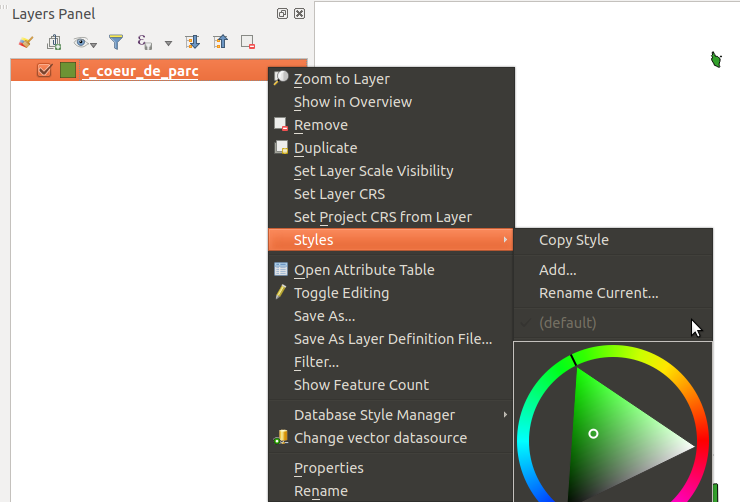 Layers Panel
c_coeur_de_parc
Zoom to Layer
Show in Overview
Remove
Duplicate
Set Layer Scale Visibility
Set Layer CRS
Set Project CRS from Layer
Styles
Open Attribute Table
Toggle Editing
Save As...
Save As Layer Definition File...
Filter...
Show Feature Count
Database Style Manager
Change vector datasource
Properties
Rename
Copy Style
Add...
Rename Current...
(default)